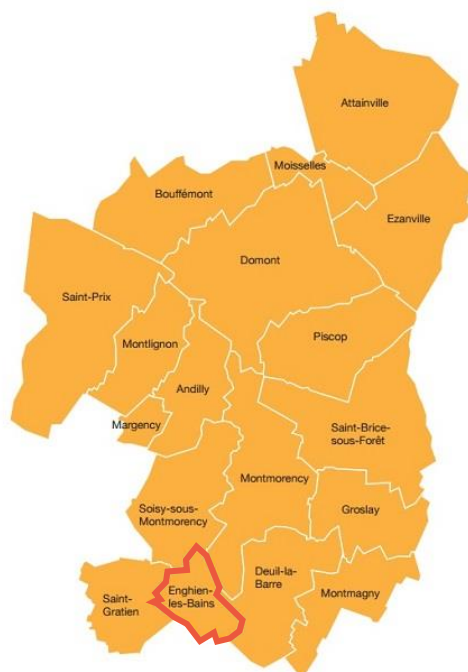 Attainville
Moisselles
Bouffémont
Ezanville
Domont
Saint-Prix
Piscop
Montlignon
Andilly
Margency
Saint-Brice-
sous-Forêt
Montmorency
Soisy-sous-
Montmorency
Groslay
Deuil-la-
Barre
Enghien-
les-Bains
Saint-
Gratien
Montmagny